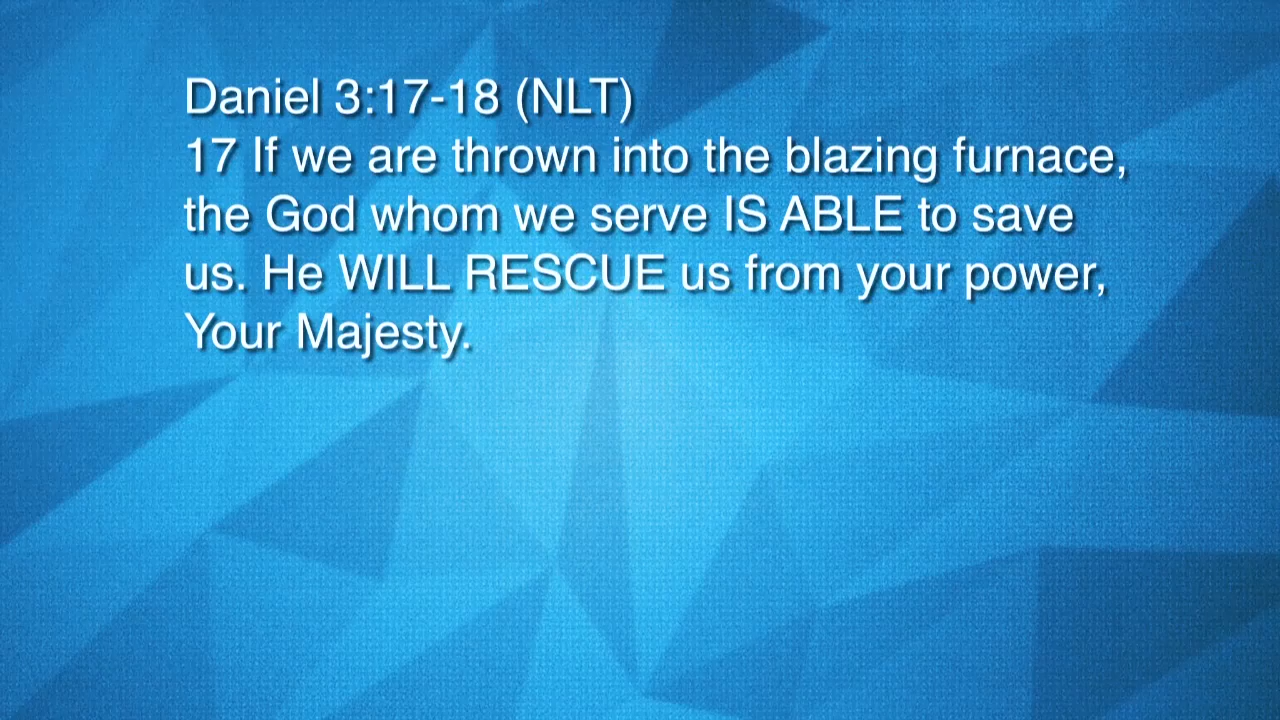 Daniel 3:17-18 (NLT)
17 If we are thrown into the blazing furnace,
the God whom we serve IS ABLE to save
us. He WILL RESCUE us from your power,
Your Majesty.